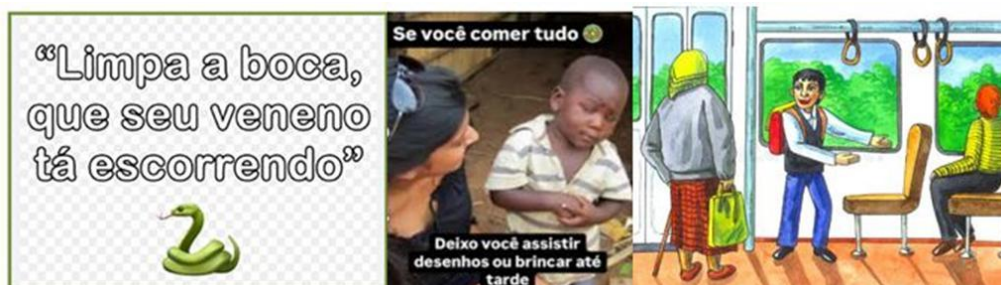 “Limpa a boca,
que seu veneno
tá escorrendo”
Se você comer tudo
Deixo você assistir
desenhos ou brincar até
tarde